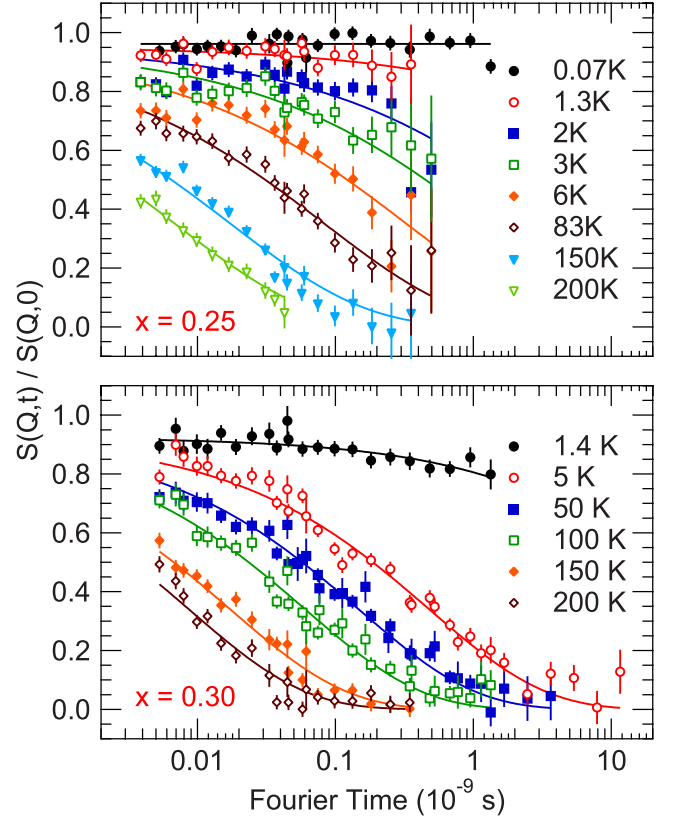 1.0
0.8
0.6
0.4
0.2
0.0
0.07K
1.3K
2K
3K
6K
83K
150K
200K
x = 0.25
S(Q,t) / S(Q,0)
1.0
0.8
0.6
0.4
0.2
0.0
1.4 K
5 K
50 K
100 K
150 K
200 K
x = 0.30
0.01 0.1 1 10
Fourier Time (10⁻⁹ s)